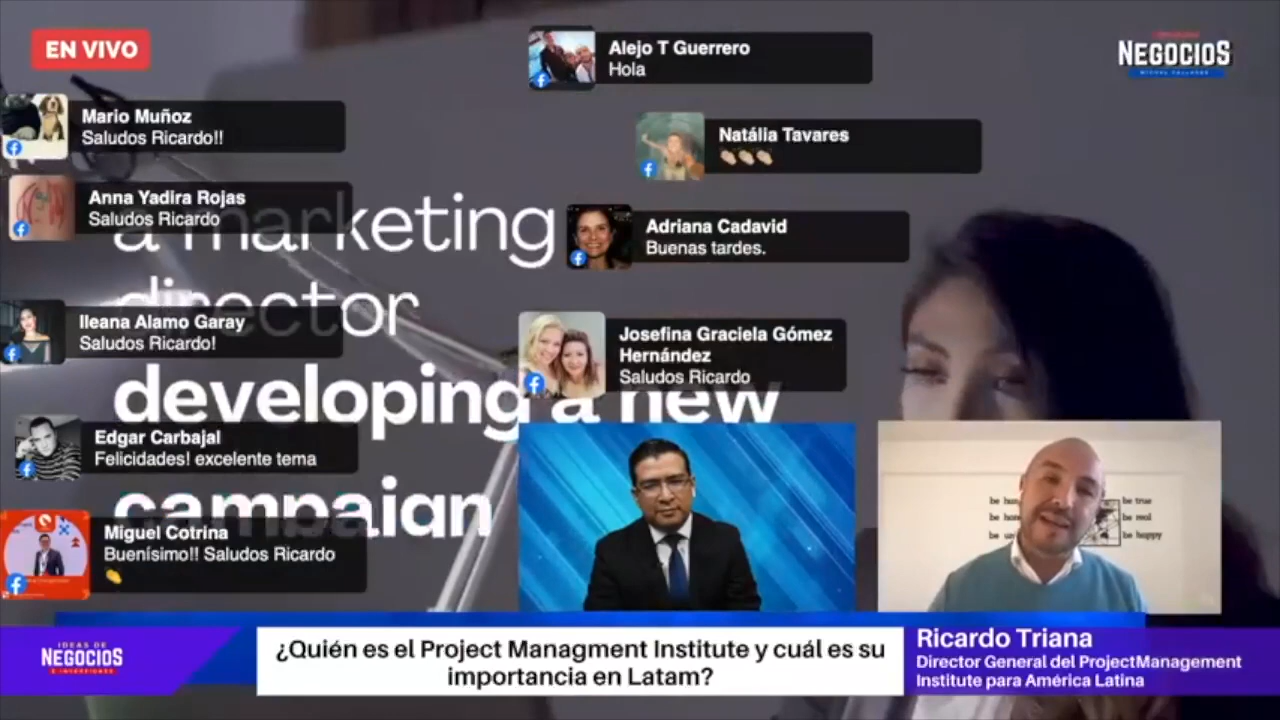 EN VIVO
NEGOCIOS
Alejo T Guerrero
Hola
Mario Muñoz
Saludos Ricardo!!
Natália Tavares
👏🏼👏🏼👏🏼
Anna Yadira Rojas
Saludos Ricardo
Adriana Cadavid
Buenas tardes.
a marketing
director
developing a new
campaign
Ileana Alamo Garay
Saludos Ricardo!
Josefina Graciela Gómez
Hernández
Saludos Ricardo
Edgar Carbajal
Felicidades! excelente tema
Miguel Cotrina
Buenísimo!! Saludos Ricardo
👏
be true
be real
be happy
IDEAS DE
NEGOCIOS
E INVERSIONES
¿Quién es el Project Managment Institute y cuál es su
importancia en Latam?
Ricardo Triana
Director General del ProjectManagement
Institute para América Latina